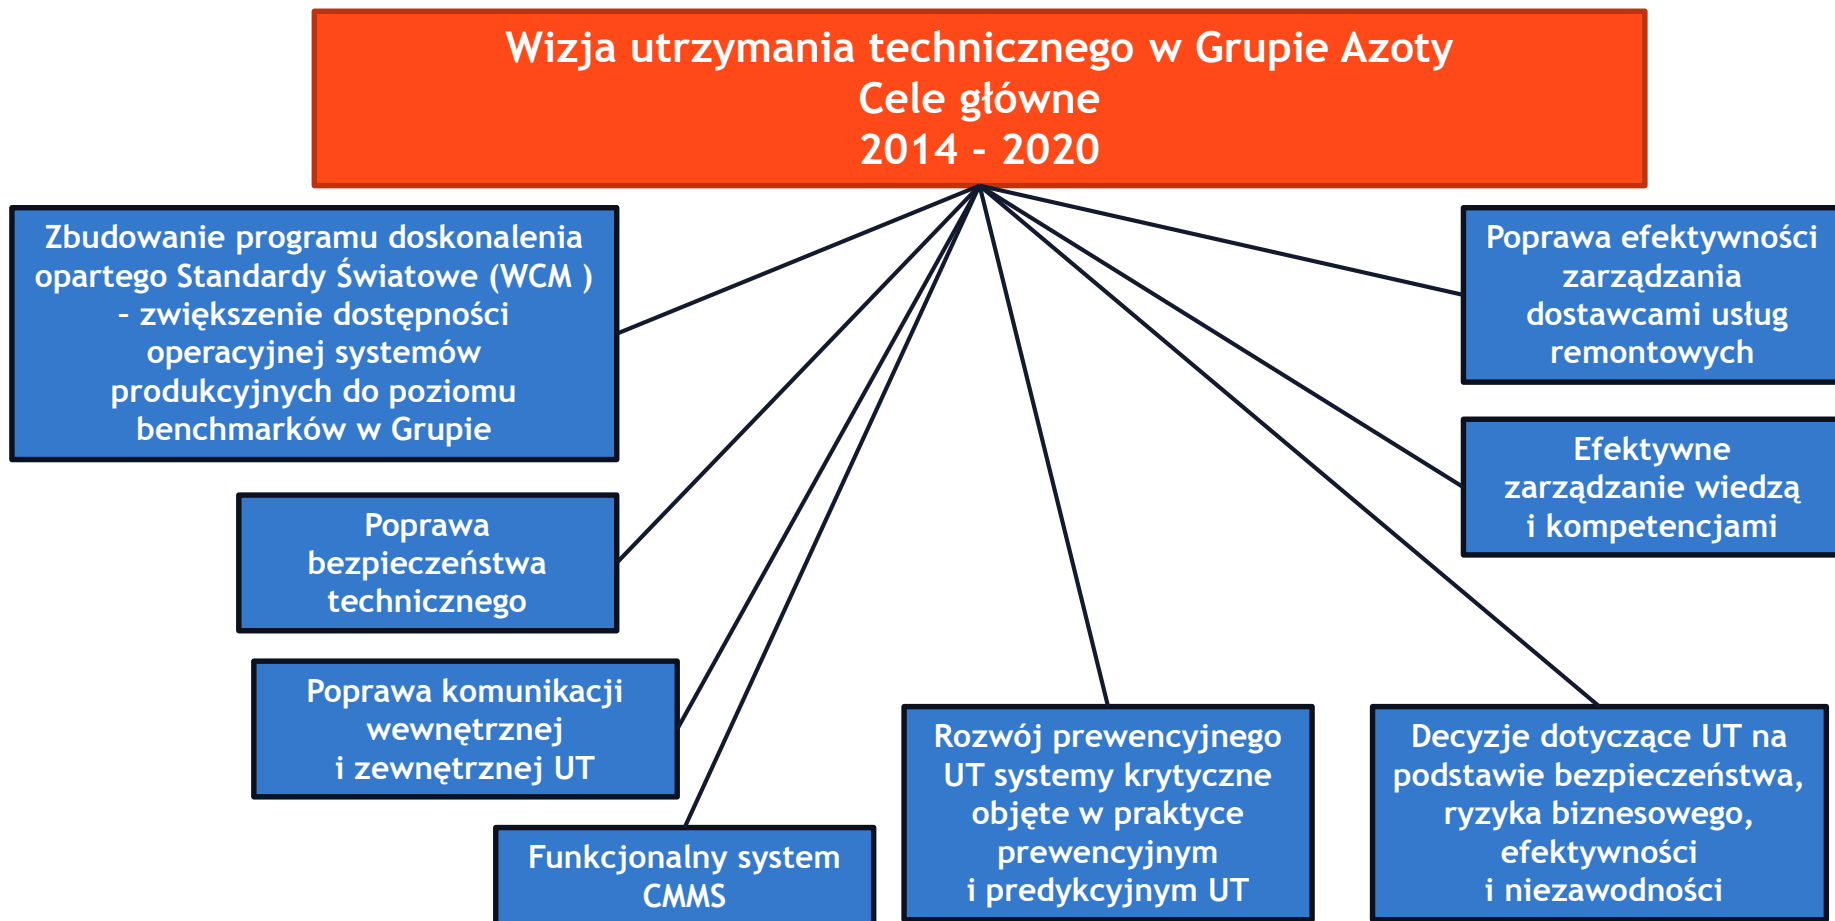 Wizja utrzymania technicznego w Grupie Azoty
Cele główne
2014 - 2020
Zbudowanie programu doskonalenia
opartego Standardy Światowe (WCM )
– zwiększenie dostępności
operacyjnej systemów
produkcyjnych do poziomu
benchmarków w Grupie
Poprawa
bezpieczeństwa
technicznego
Poprawa komunikacji
wewnętrznej
i zewnętrznej UT
Funkcjonalny system
CMMS
Rozwój prewencyjnego
UT systemy krytyczne
objęte w praktyce
prewencyjnym
i predykcyjnym UT
Decyzje dotyczące UT na
podstawie bezpieczeństwa,
ryzyka biznesowego,
efektywności
i niezawodności
Efektywne
zarządzanie wiedzą
i kompetencjami
Poprawa efektywności
zarządzania
dostawcami usług
remontowych